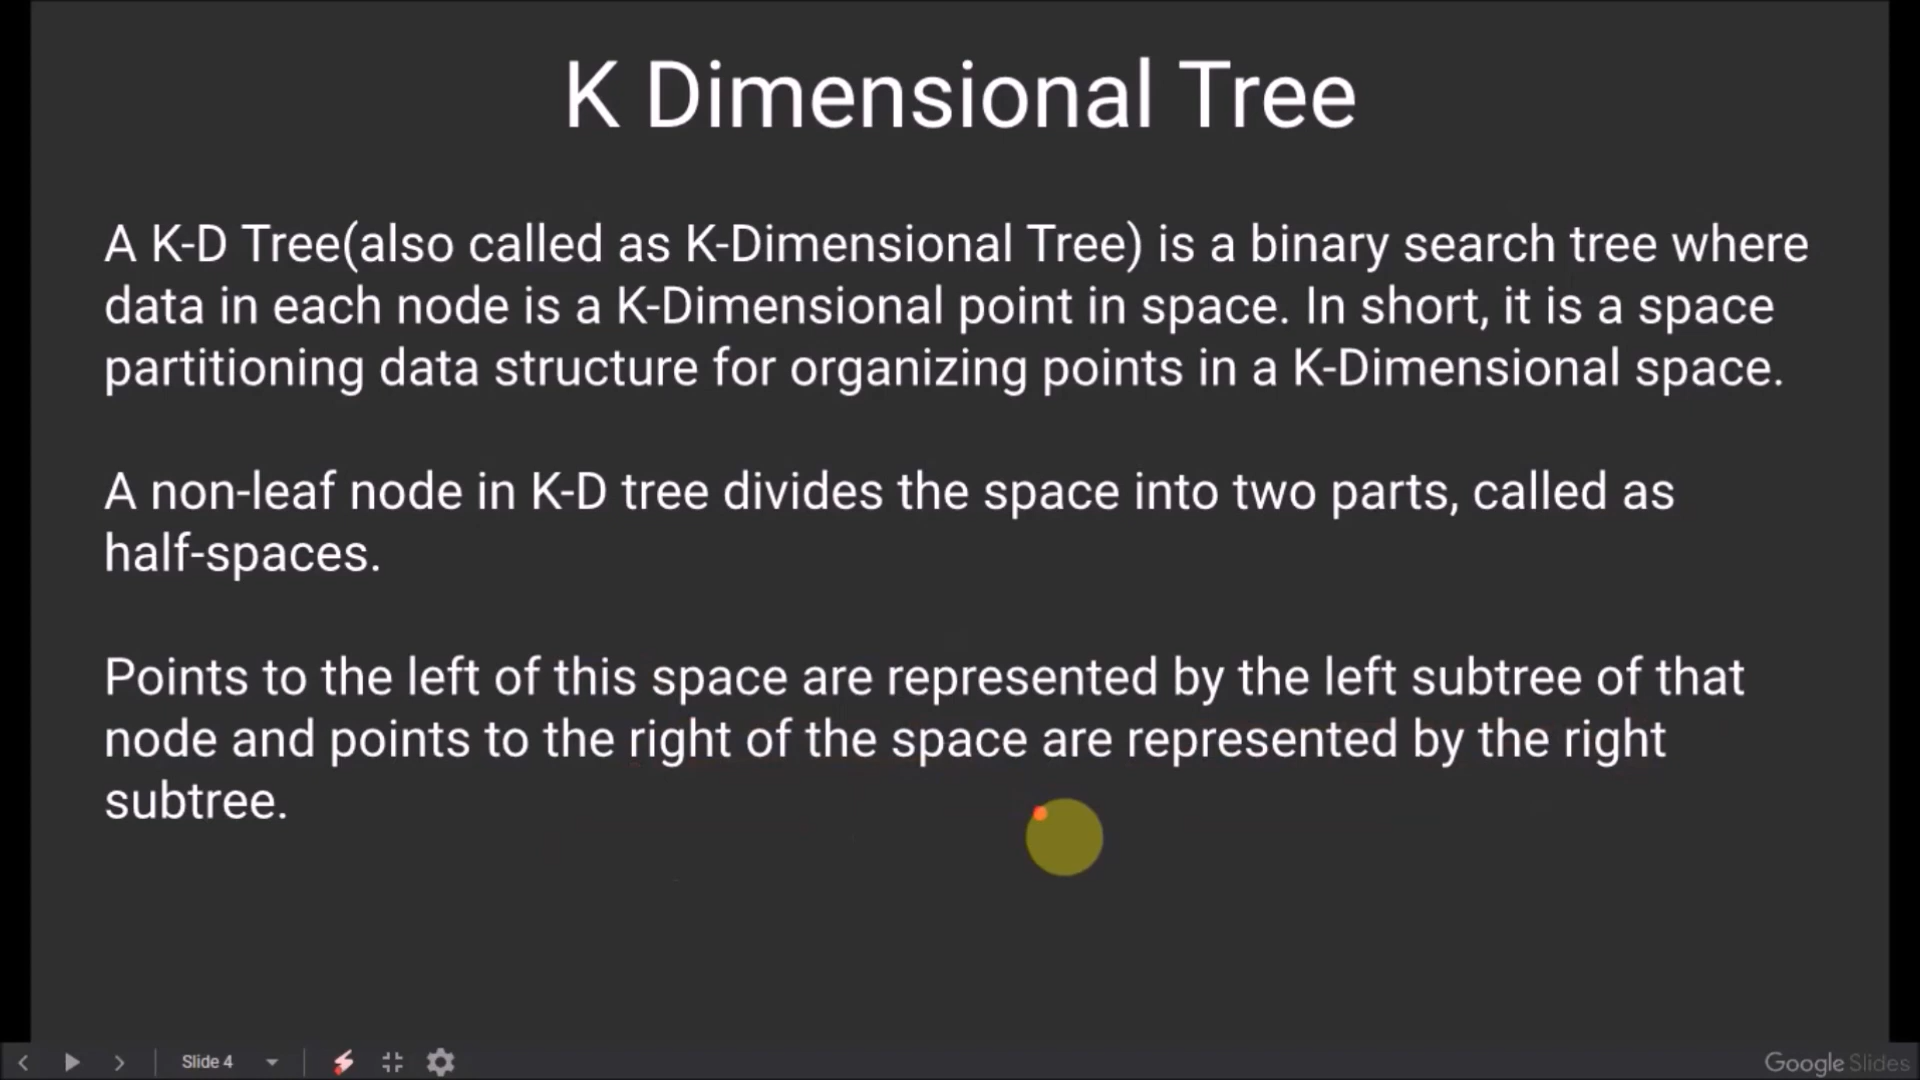 K Dimensional Tree
A K-D Tree(also called as K-Dimensional Tree) is a binary search tree where
data in each node is a K-Dimensional point in space. In short, it is a space
partitioning data structure for organizing points in a K-Dimensional space.
A non-leaf node in K-D tree divides the space into two parts, called as
half-spaces.
Points to the left of this space are represented by the left subtree of that
node and points to the right of the space are represented by the right
subtree.
Slide 4
Google Slides